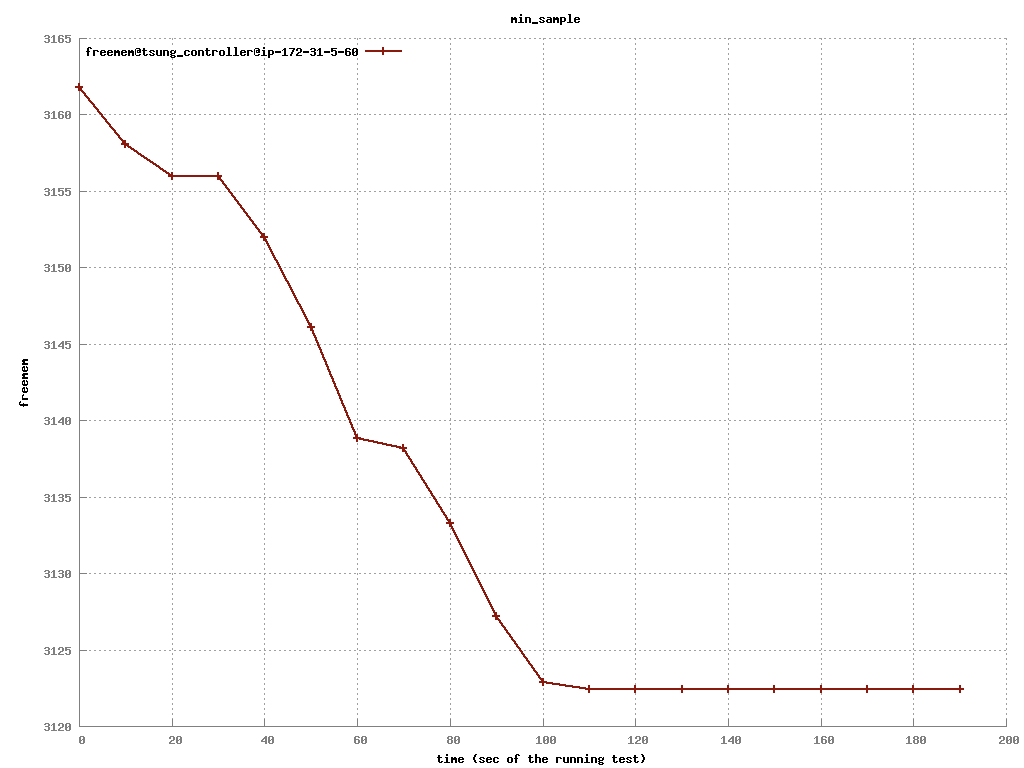 min_sample
3165
freemem@tsung_controller@ip-172-31-5-60
3160
3155
3150
3145
freemem
3140
3135
3130
3125
3120
0 20 40 60 80 100 120 140 160 180 200
time (sec of the running test)